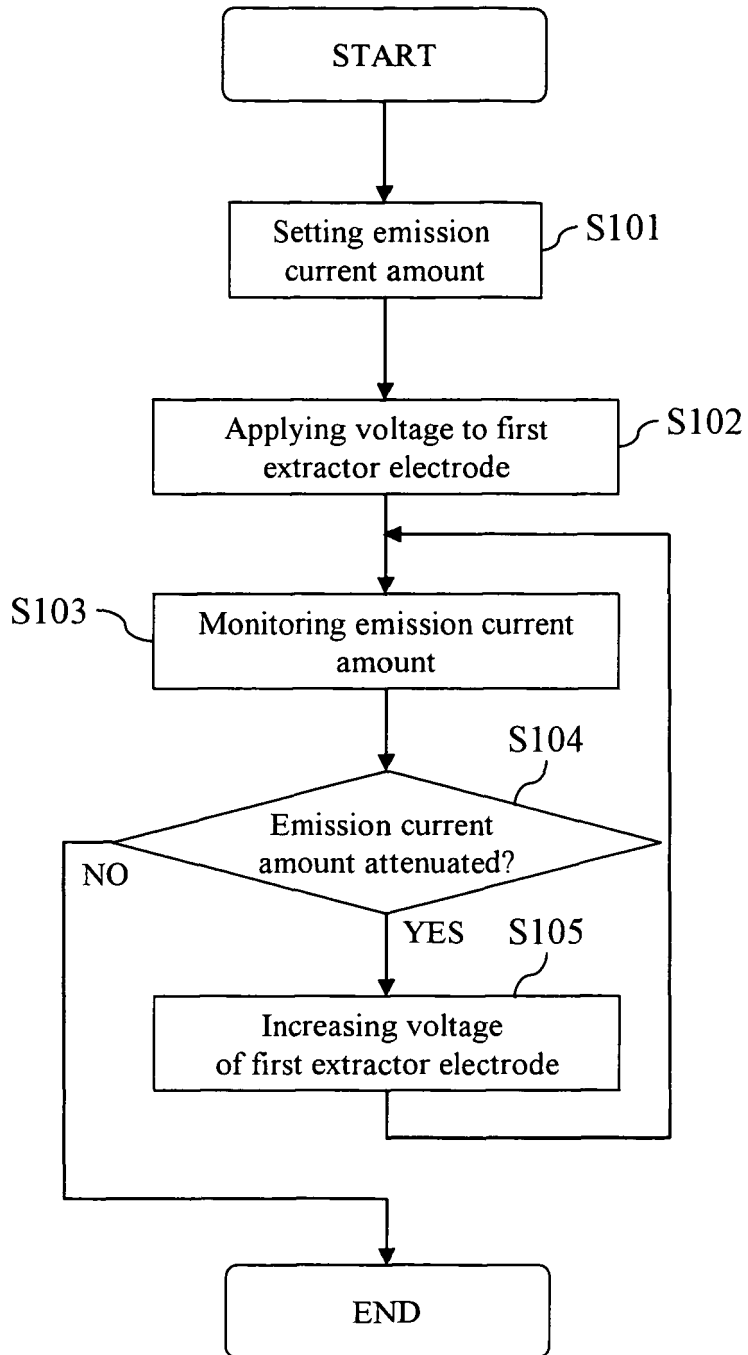 START
Setting emission
current amount
S101
Applying voltage to first
extractor electrode
S102
S103
Monitoring emission current
amount
S104
Emission current
amount attenuated?
NO
YES
S105
Increasing voltage
of first extractor electrode
END